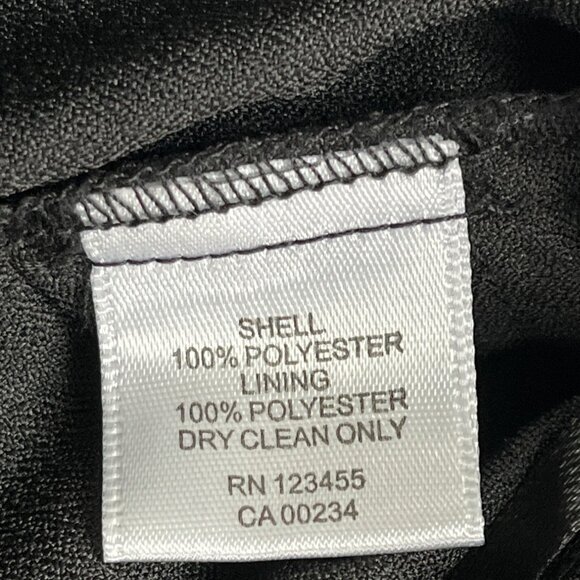 SHELL
100% POLYESTER
LINING
100% POLYESTER
DRY CLEAN ONLY
RN 123455
CA 00234